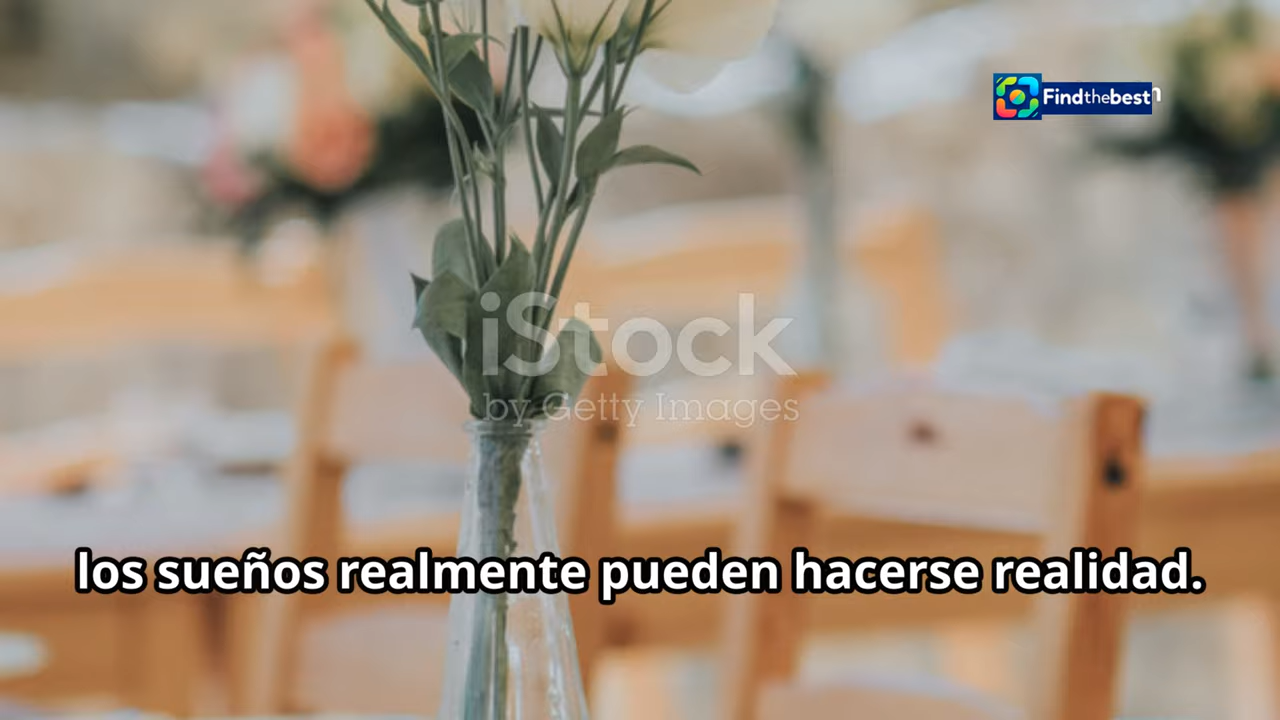 Findthebest
iStock
by Getty Images
los sueños realmente pueden hacerse realidad.